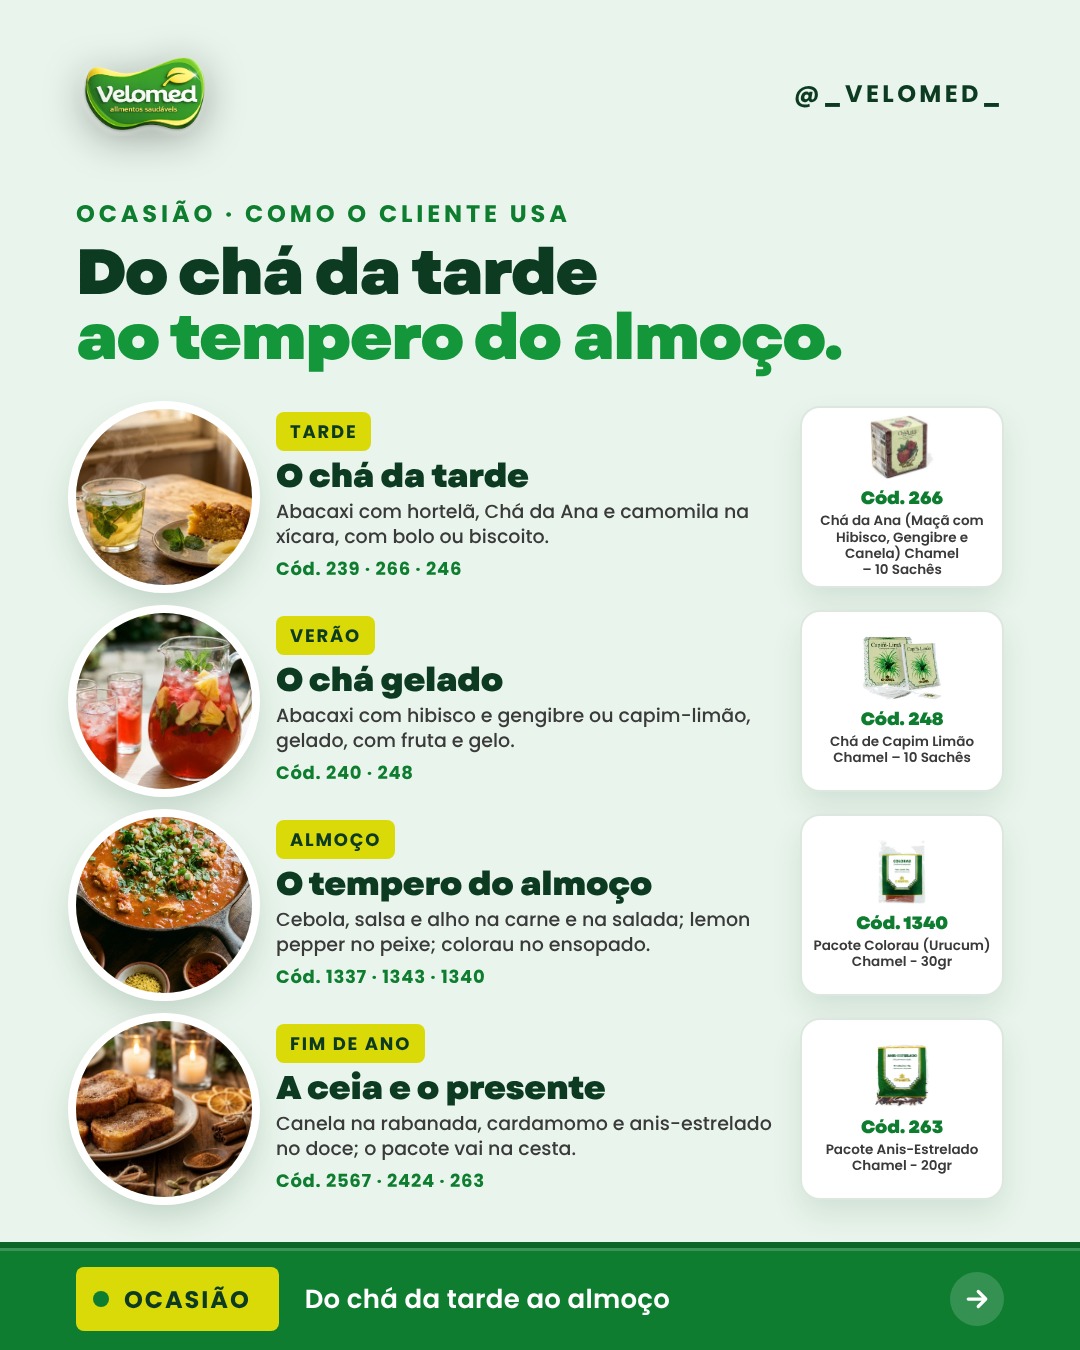 Velomed
alimentos saudáveis
@_VELOMED_
OCASIÃO · COMO O CLIENTE USA
Do chá da tarde
ao tempero do almoço.
TARDE
O chá da tarde
Abacaxi com hortelã, Chá da Ana e camomila na
xícara, com bolo ou biscoito.
Cód. 239 · 266 · 246
Cód. 266
Chá da Ana (Maçã com
Hibisco, Gengibre e
Canela) Chamel
– 10 Sachês
VERÃO
O chá gelado
Abacaxi com hibisco e gengibre ou capim-limão,
gelado, com fruta e gelo.
Cód. 240 · 248
Capim-Limão
Cód. 248
Chá de Capim Limão
Chamel – 10 Sachês
ALMOÇO
O tempero do almoço
Cebola, salsa e alho na carne e na salada; lemon
pepper no peixe; colorau no ensopado.
Cód. 1337 · 1343 · 1340
Cód. 1340
Pacote Colorau (Urucum)
Chamel - 30gr
FIM DE ANO
A ceia e o presente
Canela na rabanada, cardamomo e anis-estrelado
no doce; o pacote vai na cesta.
Cód. 2567 · 2424 · 263
ANIS-ESTRELADO
Cód. 263
Pacote Anis-Estrelado
Chamel - 20gr
OCASIÃO
Do chá da tarde ao almoço